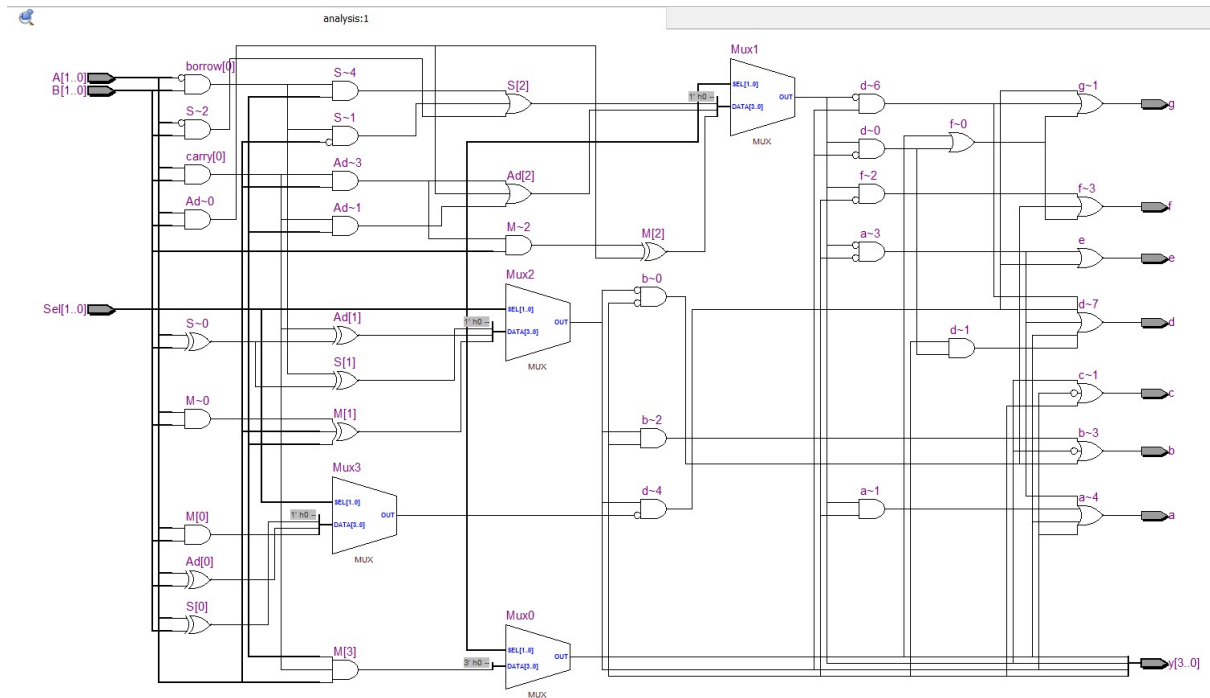 analysis:1
Mux1
A[1..0]
B[1..0]
borrow[0]
S~4
S[2]
SEL[1..0]
1' h0 --
DATA[3..0]
OUT
MUX
d~6
g~1
g
S~2
S~1
d~0
f~0
carry[0]
Ad~3
Ad[2]
f~2
f~3
f
Ad~0
Ad~1
M~2
M[2]
a~3
e
e
Mux2
b~0
Sel[1..0]
SEL[1..0]
1' h0 --
DATA[3..0]
OUT
MUX
S~0
Ad[1]
d~1
d~7
d
S[1]
c~1
c
M~0
M[1]
b~2
b~3
b
Mux3
SEL[1..0]
1' h0 --
DATA[3..0]
OUT
MUX
d~4
a~1
a~4
a
M[0]
Ad[0]
S[0]
Mux0
M[3]
SEL[1..0]
3' h0 --
DATA[3..0]
OUT
MUX
y[3..0]